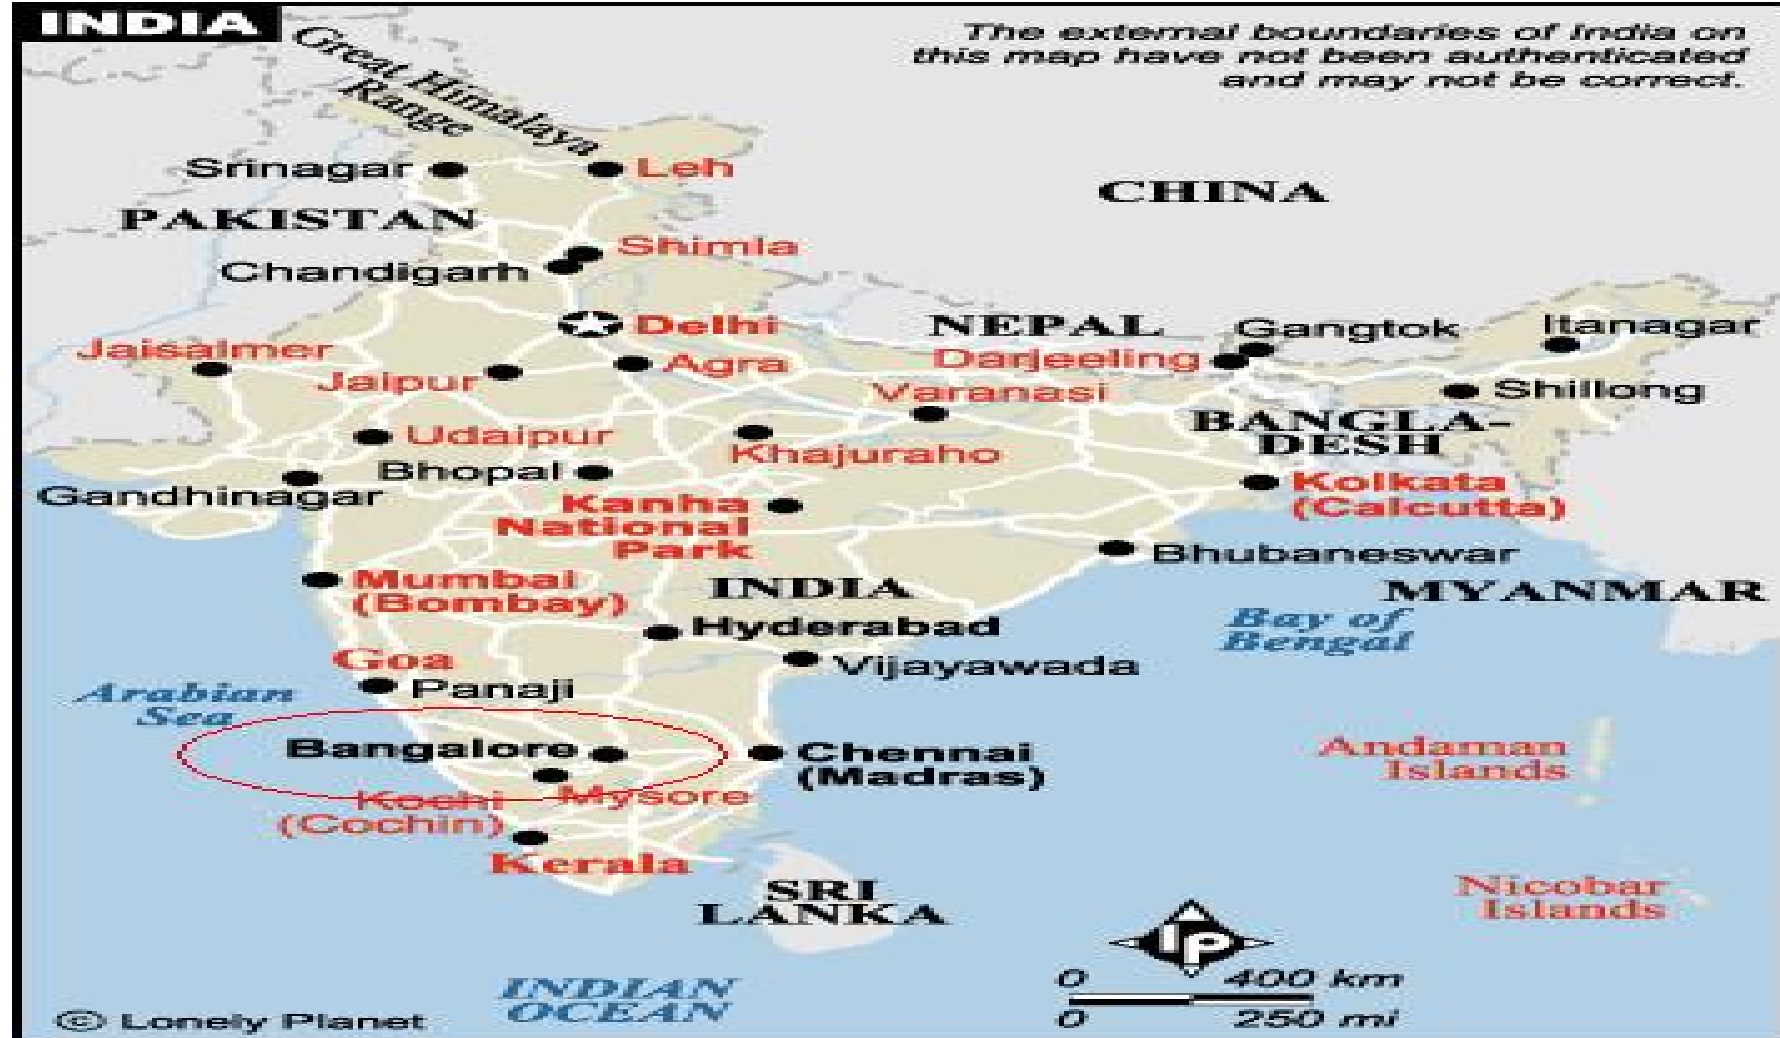 INDIA
The external boundaries of India on
this map have not been authenticated
and may not be correct.
Great Himalaya
Range
Srinagar
Leh
CHINA
PAKISTAN
Shimla
Chandigarh
Delhi
NEPAL
Gangtok
Itanagar
Jaisalmer
Jaipur
Agra
Darjeeling
Varanasi
Shillong
BANGLA-
DESH
Udaipur
Khajuraho
Bhopal
Gandhinagar
Kanha
National
Park
Kolkata
(Calcutta)
Bhubaneswar
Mumbai
(Bombay)
INDIA
MYANMAR
Bay of
Bengal
Hyderabad
Goa
Vijayawada
Panaji
Arabian
Sea
Bangalore
Chennai
(Madras)
Andaman
Islands
Mysore
Kochi
(Cochin)
Kerala
SRI
LANKA
Nicobar
Islands
lp
INDIAN
OCEAN
0 400 km
0 250 mi
© Lonely Planet